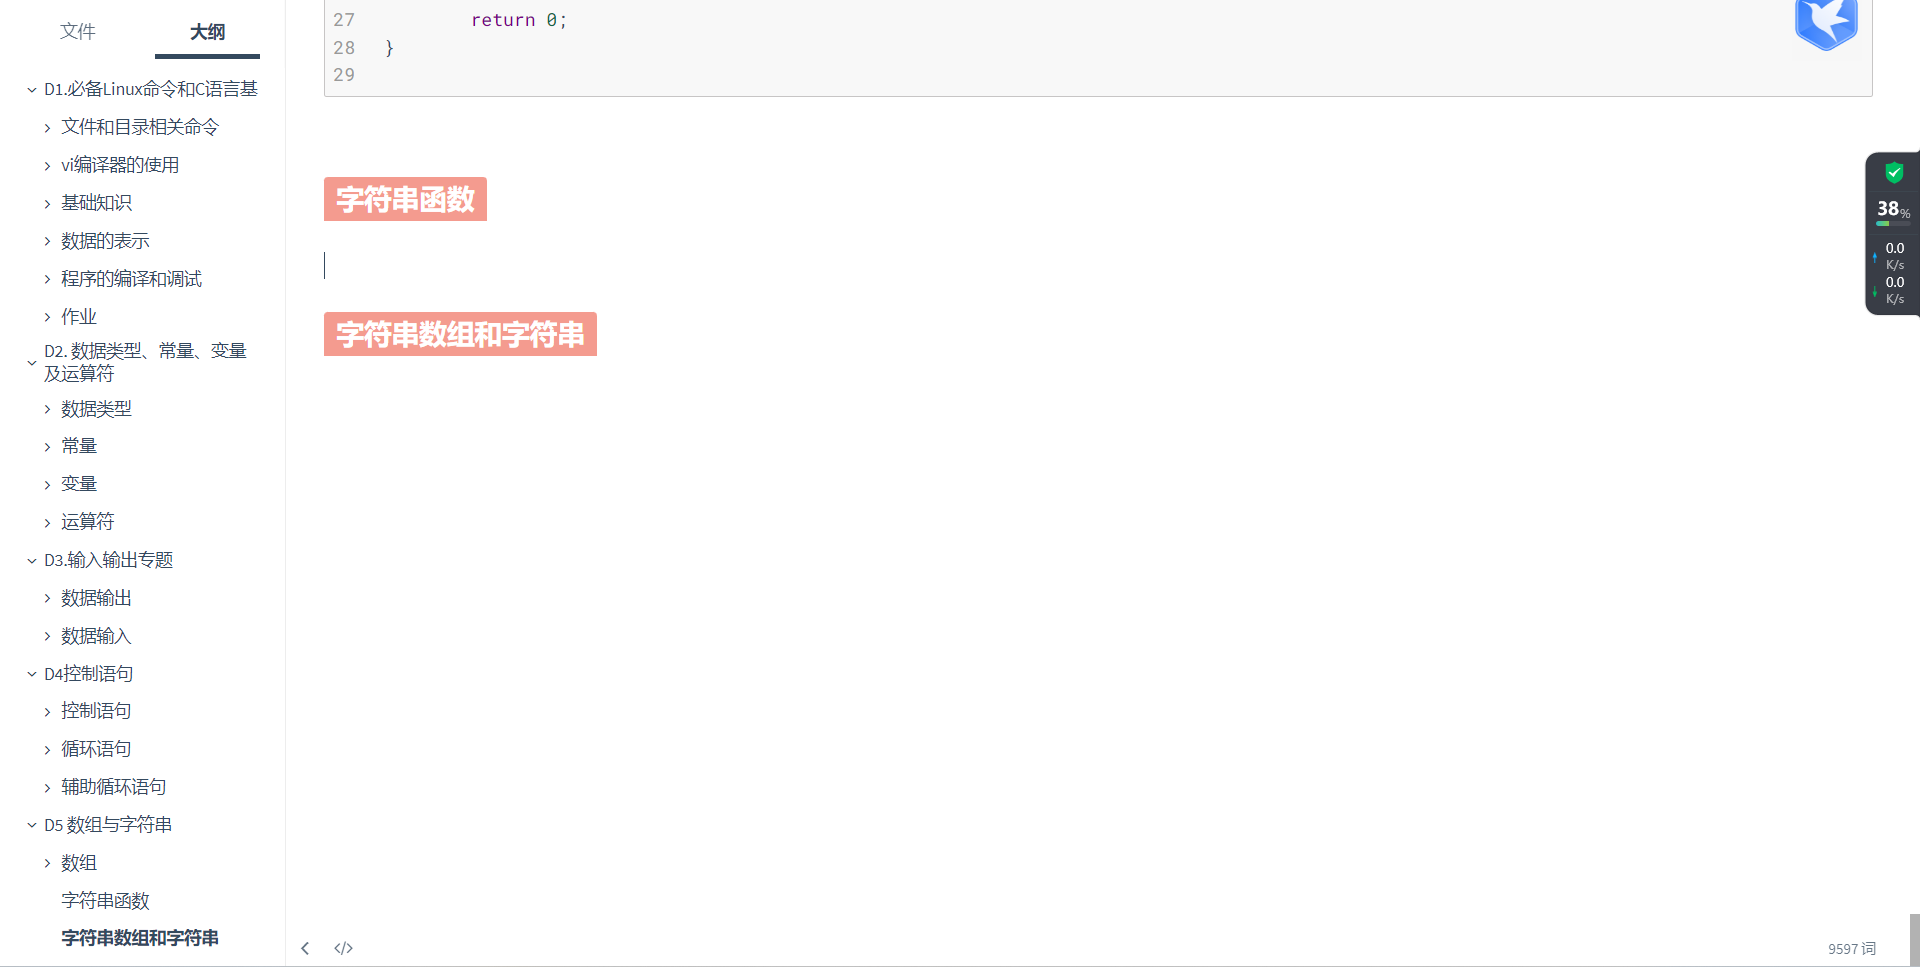 文件 大纲
D1.必备Linux命令和C语言基
文件和目录相关命令
vi编译器的使用
基础知识
数据的表示
程序的编译和调试
作业
D2. 数据类型、常量、变量
及运算符
数据类型
常量
变量
运算符
D3.输入输出专题
数据输出
数据输入
D4控制语句
控制语句
循环语句
辅助循环语句
D5 数组与字符串
数组
字符串函数
字符串数组和字符串
27 return 0;
28 }
29
字符串函数
字符串数组和字符串
38%
0.0
K/s
0.0
K/s
</> 9597 词